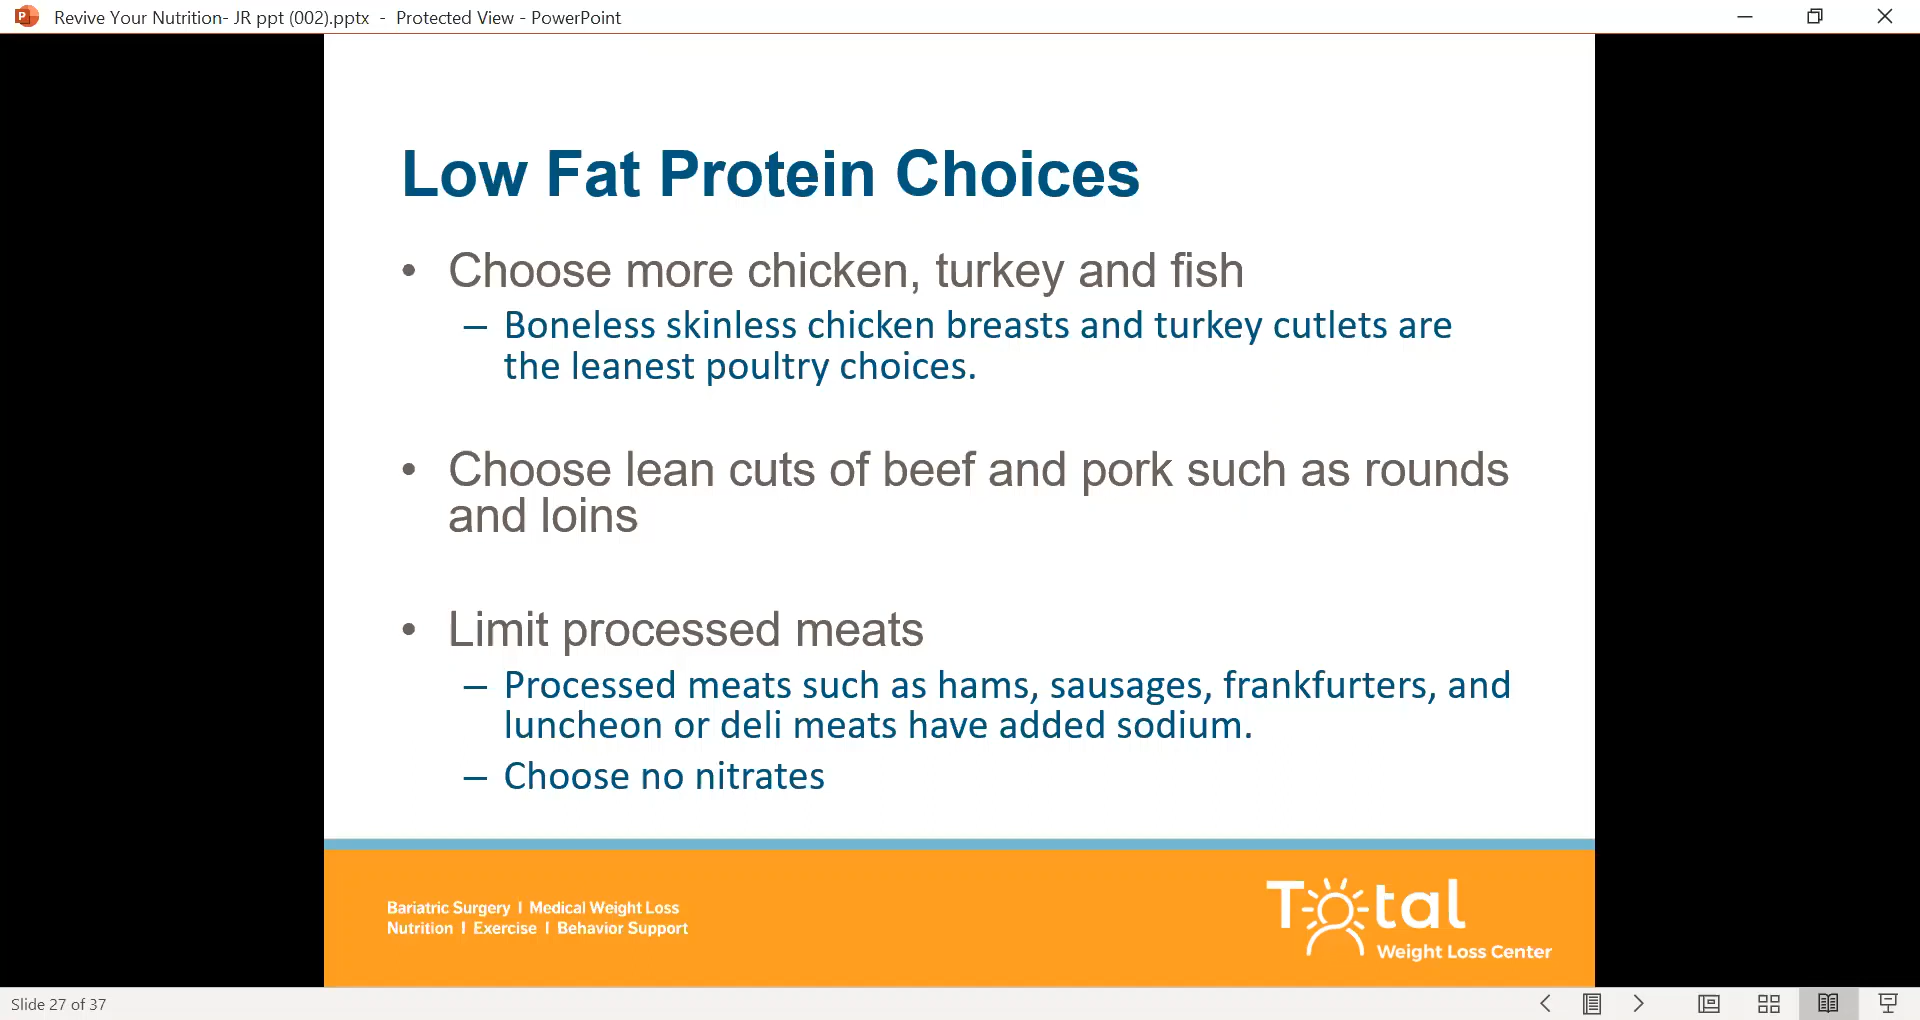 Revive Your Nutrition- JR ppt (002).pptx - Protected View - PowerPoint
Low Fat Protein Choices
• Choose more chicken, turkey and fish
– Boneless skinless chicken breasts and turkey cutlets are
the leanest poultry choices.
• Choose lean cuts of beef and pork such as rounds
and loins
• Limit processed meats
– Processed meats such as hams, sausages, frankfurters, and
luncheon or deli meats have added sodium.
– Choose no nitrates
Bariatric Surgery | Medical Weight Loss
Nutrition | Exercise | Behavior Support
Total
Weight Loss Center
Slide 27 of 37